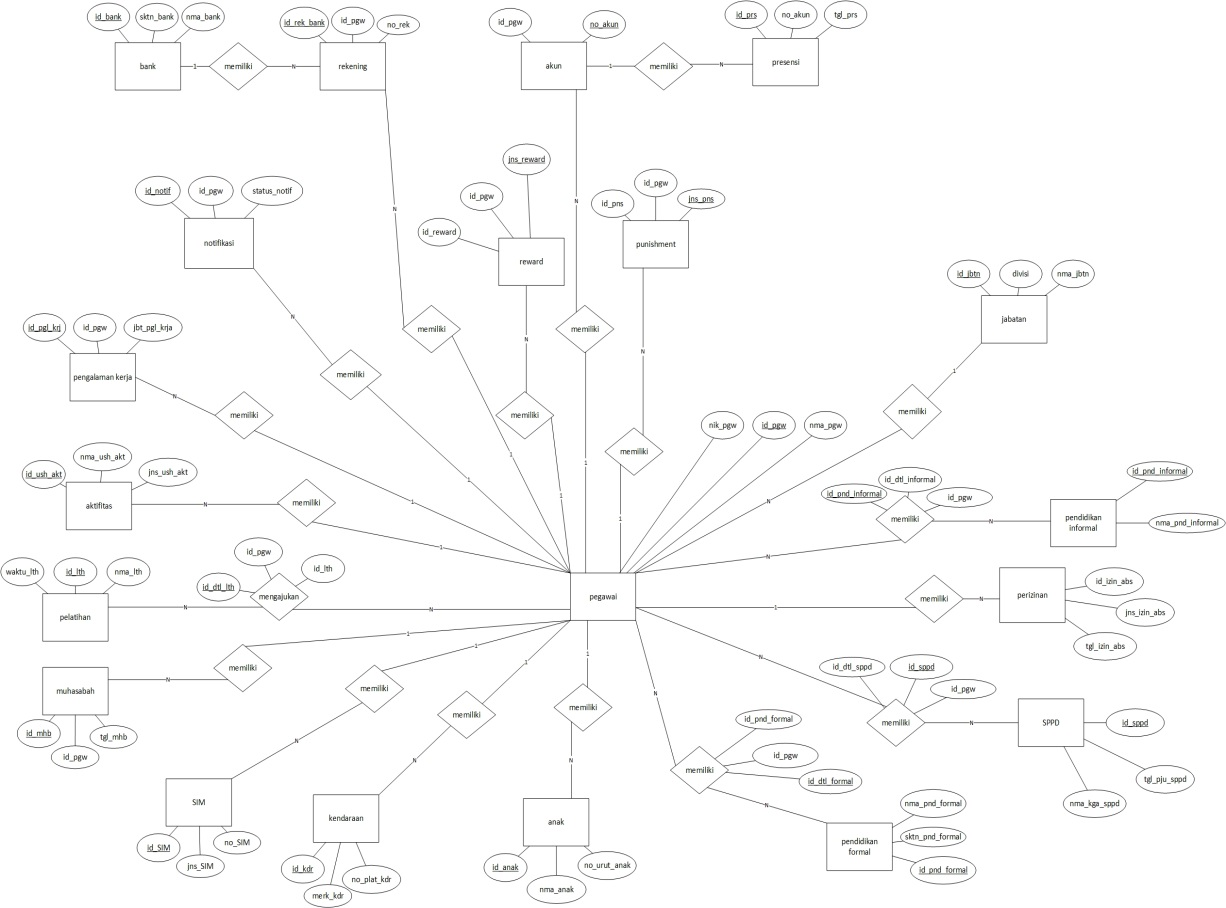 id_bank
sktn_bank
nma_bank
bank
1
memiliki
N
id_rek_bank
id_pgw
no_rek
rekening
id_pgw
no_akun
akun
1
memiliki
N
id_prs
no_akun
tgl_prs
presensi
id_notif
id_pgw
status_notif
notifikasi
N
memiliki
1
N
memiliki
1
jns_reward
id_pgw
id_reward
reward
N
memiliki
1
N
memiliki
1
id_pgw
id_pns
jns_pns
punishment
N
memiliki
1
id_jbtn
divisi
nma_jbtn
jabatan
1
memiliki
N
id_pgl_krj
id_pgw
jbt_pgl_krja
pengalaman kerja
N
memiliki
1
nik_pgw
id_pgw
nma_pgw
id_ush_akt
nma_ush_akt
jns_ush_akt
aktifitas
N
memiliki
1
id_dtl_informal
id_pnd_informal
id_pgw
memiliki
N
N
id_pnd_informal
pendidikan
informal
nma_pnd_informal
waktu_lth
id_lth
nma_lth
pelatihan
N
id_pgw
id_dtl_lth
id_lth
mengajukan
N
pegawai
1
memiliki
N
perizinan
id_izin_abs
jns_izin_abs
tgl_izin_abs
muhasabah
N
memiliki
1
id_mhb
id_pgw
tgl_mhb
1
memiliki
N
SIM
id_SIM
jns_SIM
no_SIM
1
memiliki
N
kendaraan
id_kdr
merk_kdr
no_plat_kdr
1
memiliki
N
anak
id_anak
nma_anak
no_urut_anak
N
id_dtl_sppd
id_sppd
id_pgw
memiliki
N
SPPD
id_sppd
tgl_pju_sppd
nma_kga_sppd
N
memiliki
id_pnd_formal
id_pgw
id_dtl_formal
N
pendidikan
formal
nma_pnd_formal
sktn_pnd_formal
id_pnd_formal